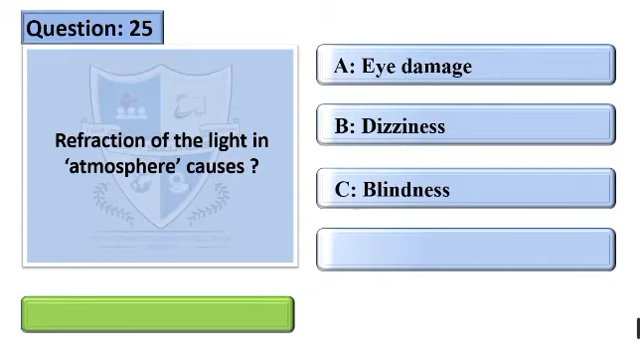 Question: 25
Refraction of the light in
‘atmosphere’ causes ?
A: Eye damage
B: Dizziness
C: Blindness